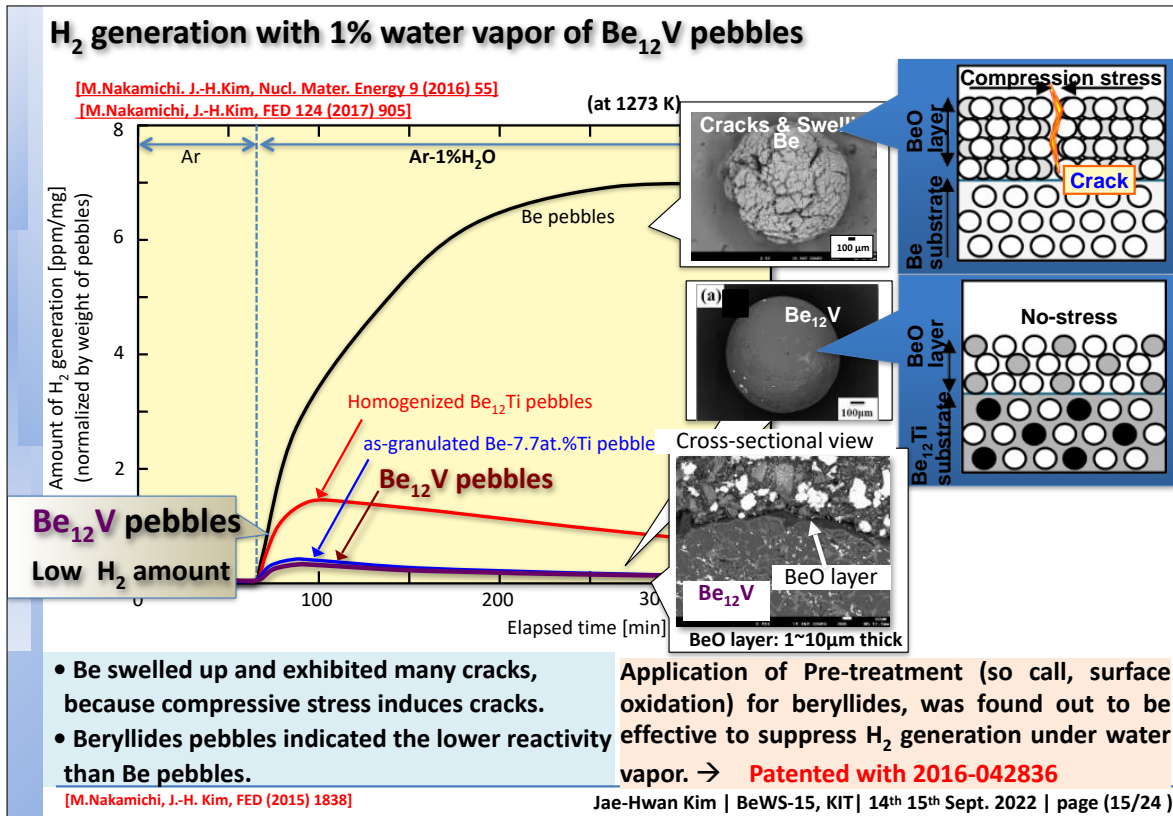 H₂ generation with 1% water vapor of Be₁₂V pebbles
[M.Nakamichi. J.-H.Kim, Nucl. Mater. Energy 9 (2016) 55]
[M.Nakamichi, J.-H.Kim, FED 124 (2017) 905]
(at 1273 K)
8
6
4
2
0
100
200
30
Amount of H₂ generation [ppm/mg]
(normalized by weight of pebbles)
Elapsed time [min]
Ar
Ar-1%H₂O
Be pebbles
Homogenized Be₁₂Ti pebbles
as-granulated Be-7.7at.%Ti pebble
Be₁₂V pebbles
Be₁₂V pebbles
Low H₂ amount
Cracks & Swelli
Be
100 µm
(a)
Be₁₂V
100µm
Cross-sectional view
BeO layer
Be₁₂V
BeO layer: 1~10µm thick
Compression stress
Crack
BeO
layer
Be
substrate
No-stress
BeO
layer
Be₁₂Ti
substrate
• Be swelled up and exhibited many cracks,
because compressive stress induces cracks.
• Beryllides pebbles indicated the lower reactivity
than Be pebbles.
Application of Pre-treatment (so call, surface
oxidation) for beryllides, was found out to be
effective to suppress H₂ generation under water
vapor. → Patented with 2016-042836
[M.Nakamichi, J.-H. Kim, FED (2015) 1838]
Jae-Hwan Kim | BeWS-15, KIT| 14ᵗʰ 15ᵗʰ Sept. 2022 | page (15/24 )